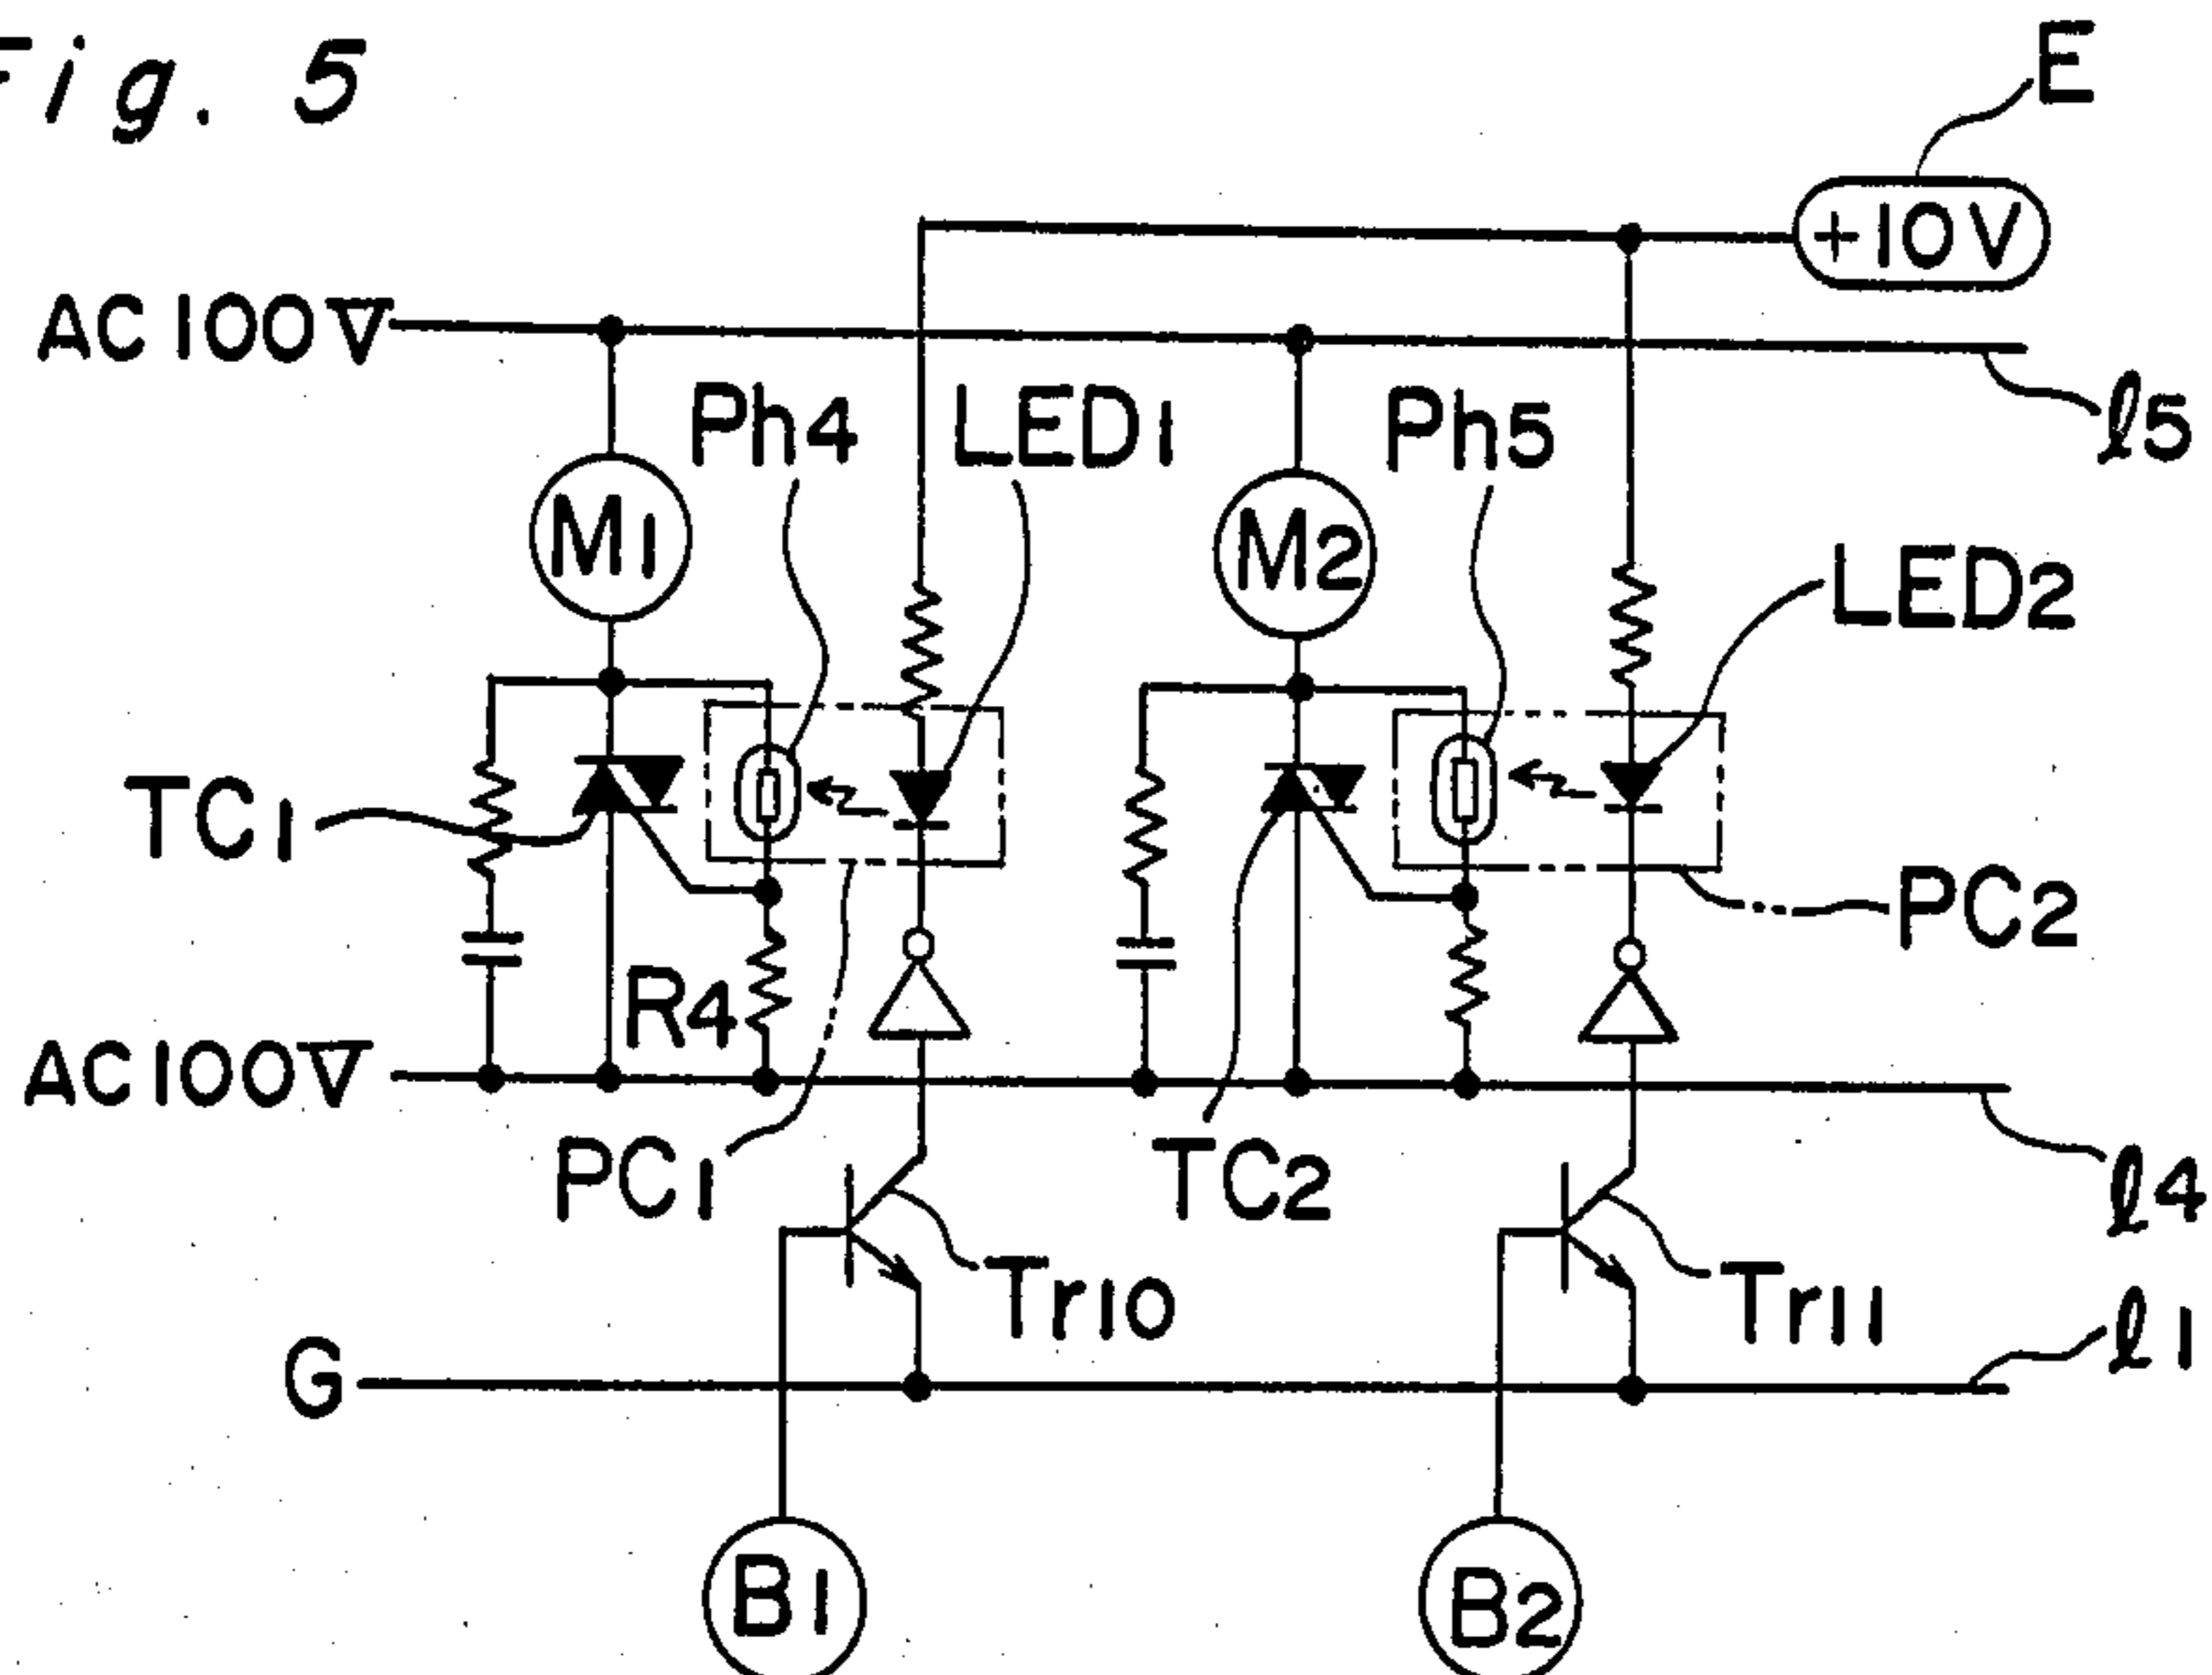 Fig. 5
E
+10V
AC100V
Ph4
LED1
Ph5
ℓ5
M1
M2
LED2
TC1
PC2
R4
AC100V
PC1
TC2
ℓ4
Tr10
Tr11
ℓ1
G
B1
B2